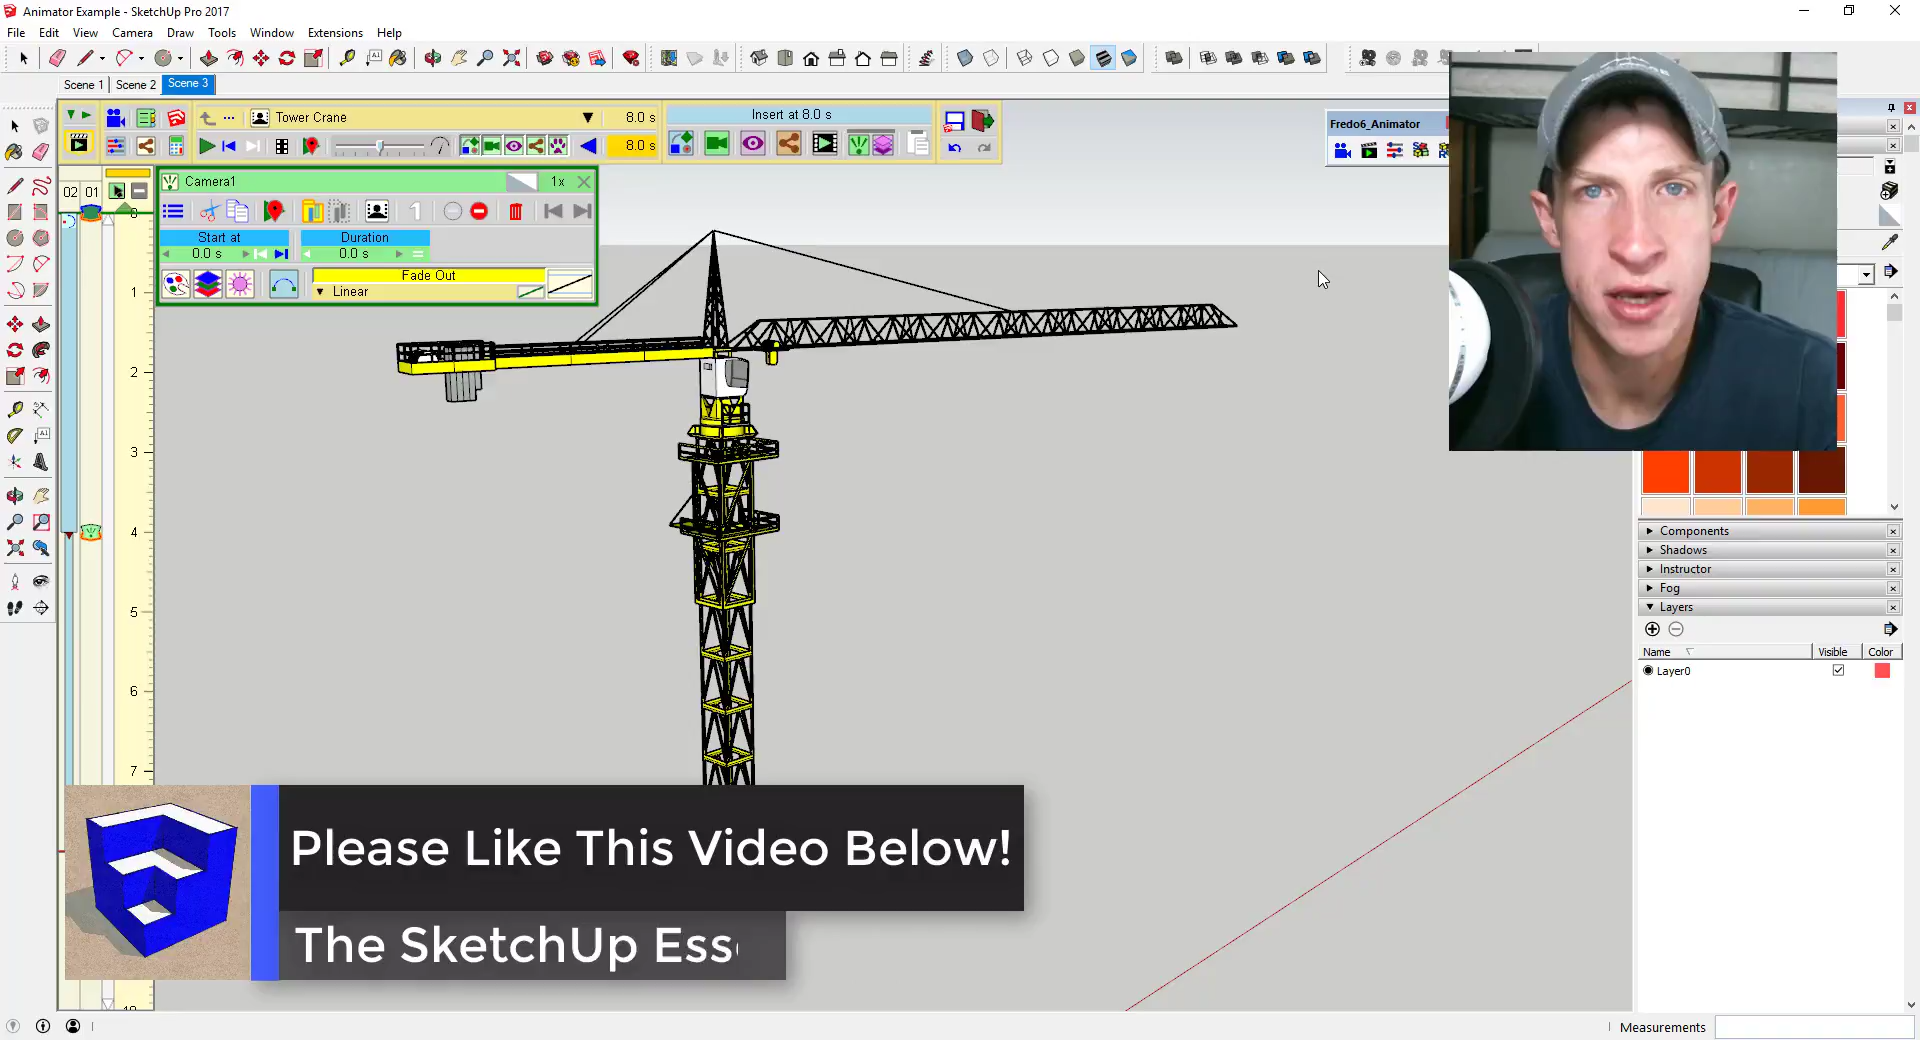 Animator Example - SketchUp Pro 2017
File Edit View Camera Draw Tools Window Extensions Help
Scene 1 Scene 2 Scene 3
Tower Crane 8.0 s
Insert at 8.0 s
8.0 s
Fredo6_Animator
Camera1 1x
02 01
Start at Duration
0.0 s 0.0 s
Fade Out
Linear
1
2
3
4
5
6
7
Components
Shadows
Instructor
Fog
Layers
Name Visible Color
Layer0
Please Like This Video Below!
The SketchUp Ess
Measurements